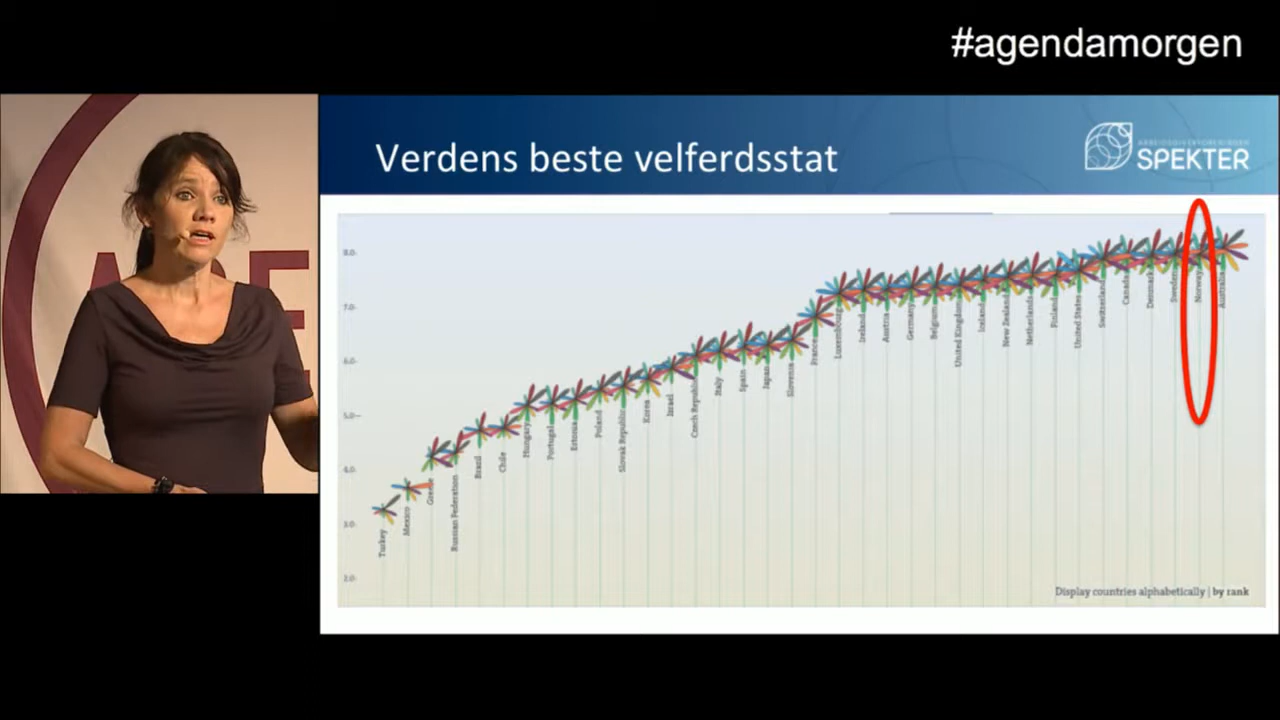 #agendamorgen
Verdens beste velferdsstat
ARBEIDSGIVERFORENINGEN
SPEKTER
8.0
7.0
6.0
5.0
4.0
3.0
2.0
Turkey
Mexico
Greece
Russian Federation
Brazil
Chile
Hungary
Portugal
Estonia
Poland
Slovak Republic
Korea
Israel
Czech Republic
Italy
Spain
Japan
Slovenia
France
Luxembourg
Ireland
Austria
Germany
Belgium
United Kingdom
Iceland
New Zealand
Netherlands
Finland
United States
Switzerland
Canada
Denmark
Sweden
Norway
Australia
Display countries alphabetically | by rank